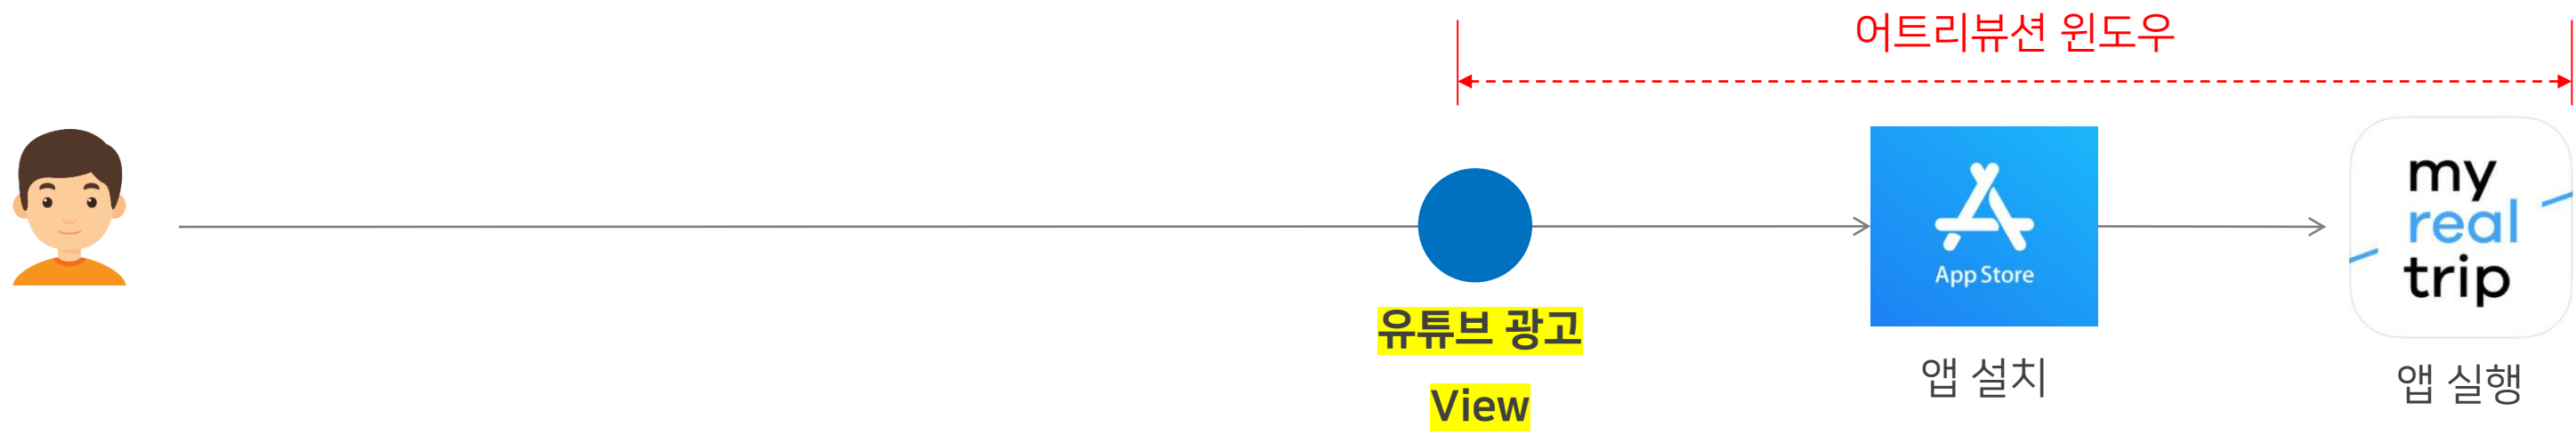 어트리뷰션 윈도우
my
real
trip
App Store
유튜브 광고
View
앱 설치
앱 실행